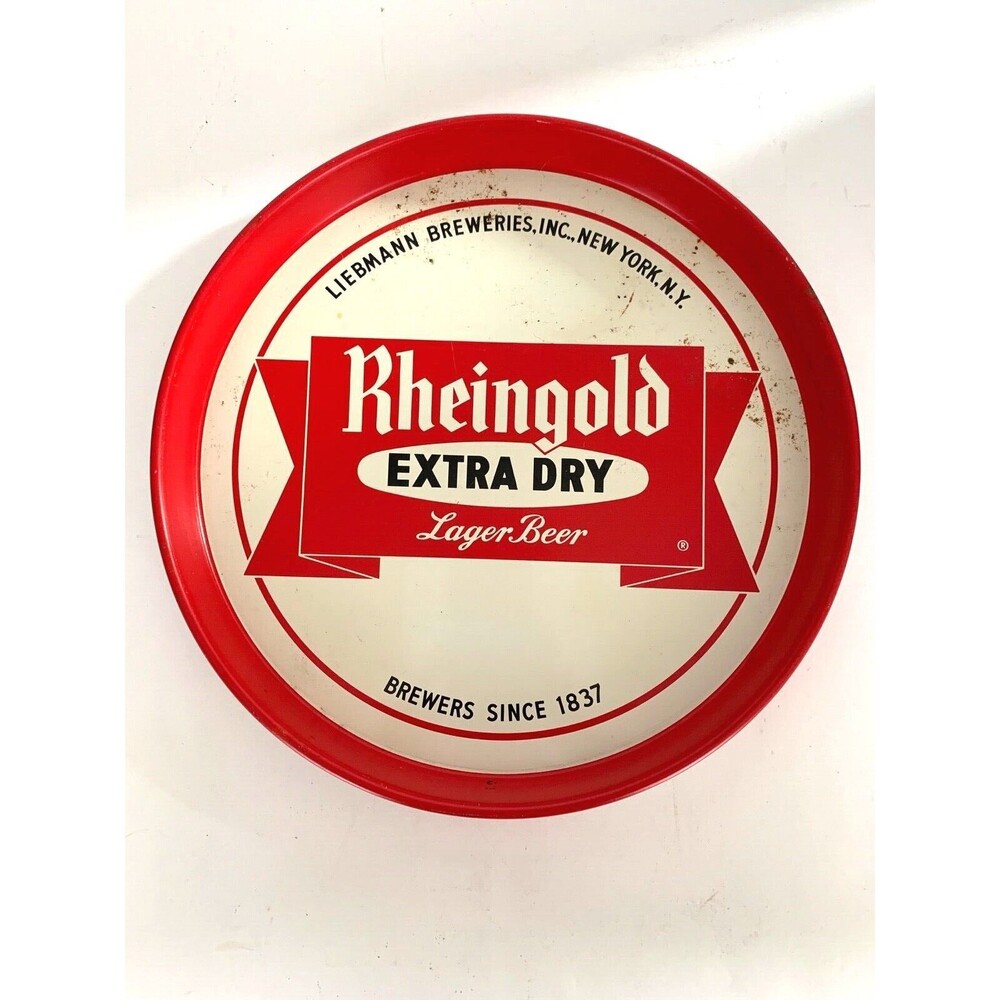 LIEBMANN BREWERIES, INC., NEW YORK, N.Y.
Rheingold
EXTRA DRY
Lager Beer
®
BREWERS SINCE 1837